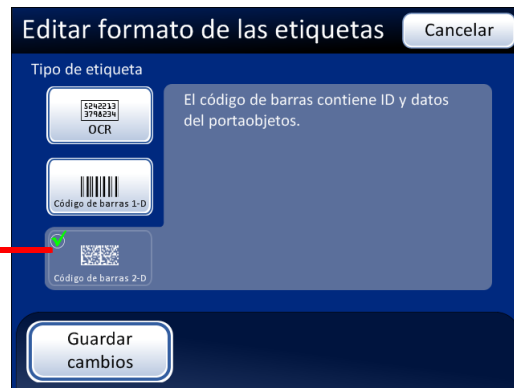 Editar formato de las etiquetas
Cancelar
Tipo de etiqueta
5242213
3798234
OCR
El código de barras contiene ID y datos
del portaobjetos.
Código de barras 1-D
Código de barras 2-D
Guardar
cambios